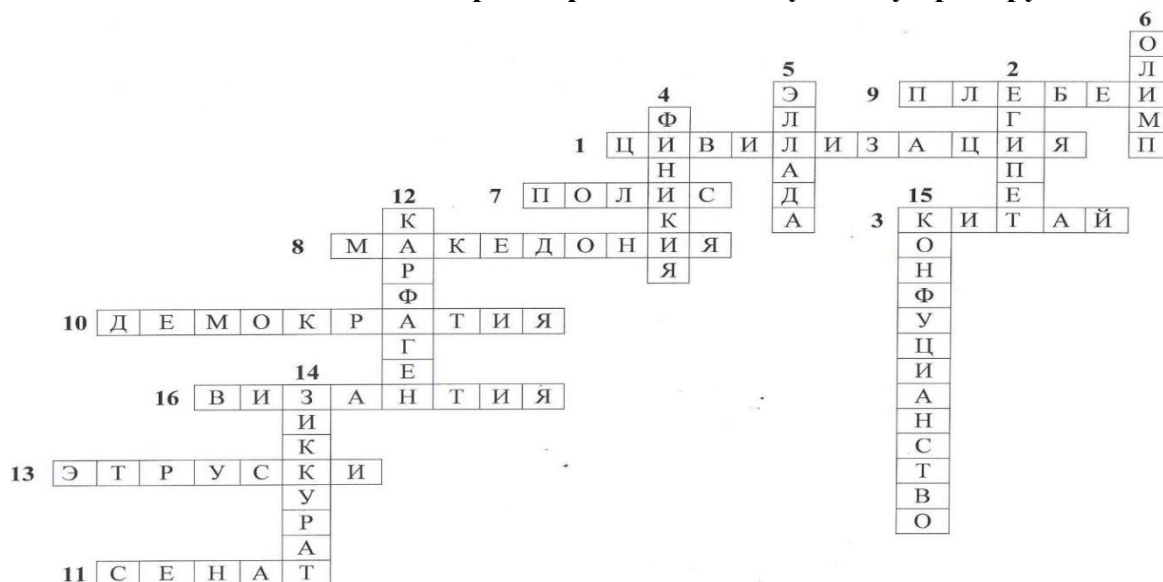 6
О
5 2 Л
4 Э 9 П Л Е Б Е И
Ф Л Г М
1 Ц И В И Л И З А Ц И Я П
Н А П
12 7 П О Л И С Д Е 15
К К А 3 К И Т А Й
8 М А К Е Д О Н И Я О
Р Я Н
Ф Ф
10 Д Е М О К Р А Т И Я У
Г Ц
14 Е И
16 В И З А Н Т И Я А
И Н
К С
13 Э Т Р У С К И Т
У В
Р О
А
11 С Е Н А Т